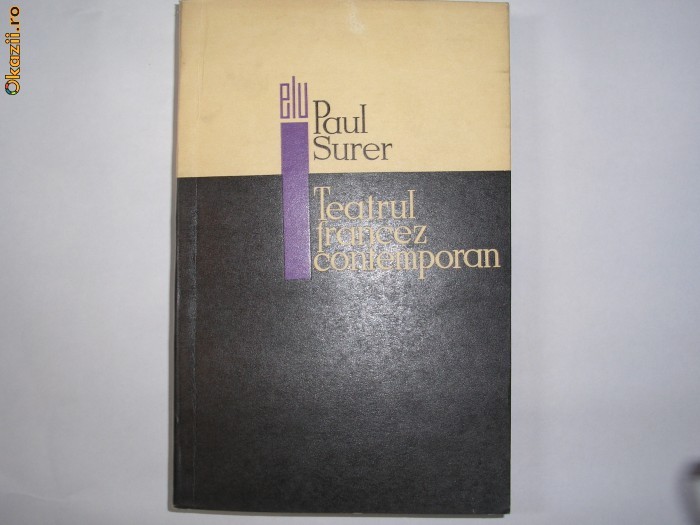 Okazii.ro
elu
Paul
Surer
Teatrul
francez
contemporan